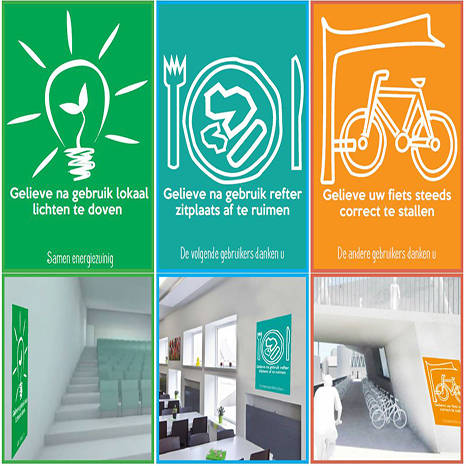 Gelieve na gebruik lokaal
lichten te doven
Samen energiezuinig
Gelieve na gebruik refter
zitplaats af te ruimen
De volgende gebruikers danken u
Gelieve uw fiets steeds
correct te stallen
De andere gebruikers danken u
Gelieve na gebruik refter
zitplaats af te ruimen